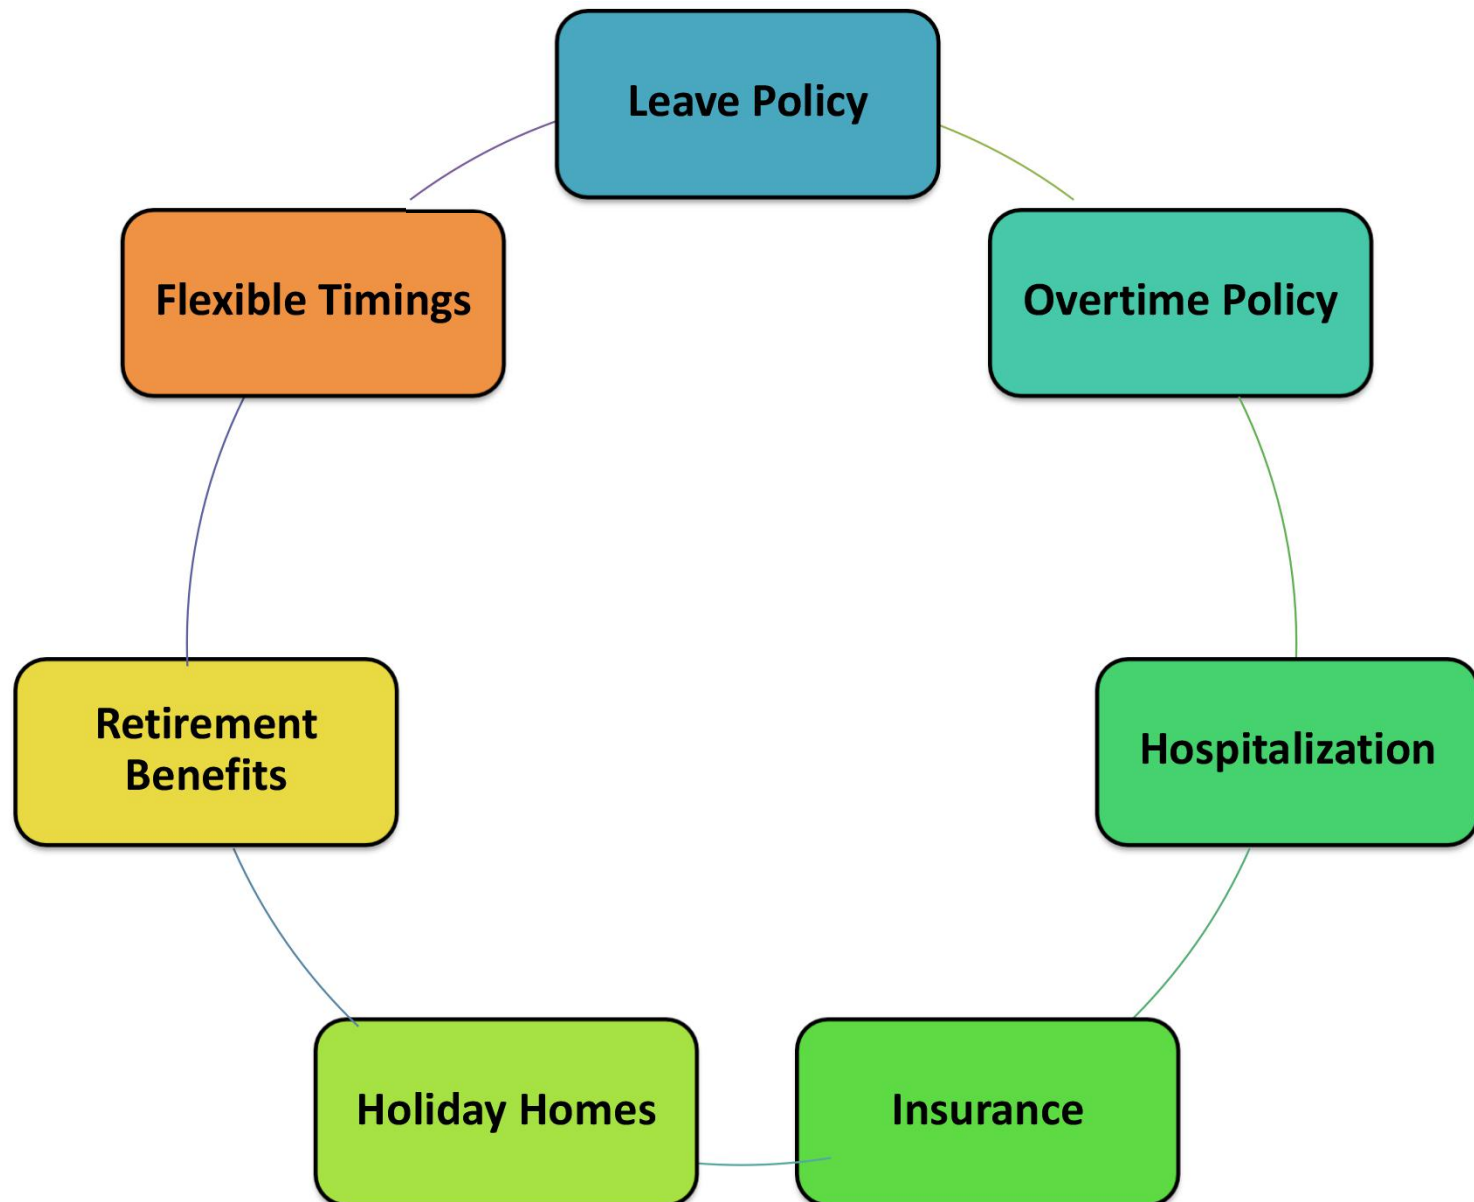 Leave Policy
Flexible Timings
Overtime Policy
Retirement
Benefits
Hospitalization
Holiday Homes
Insurance